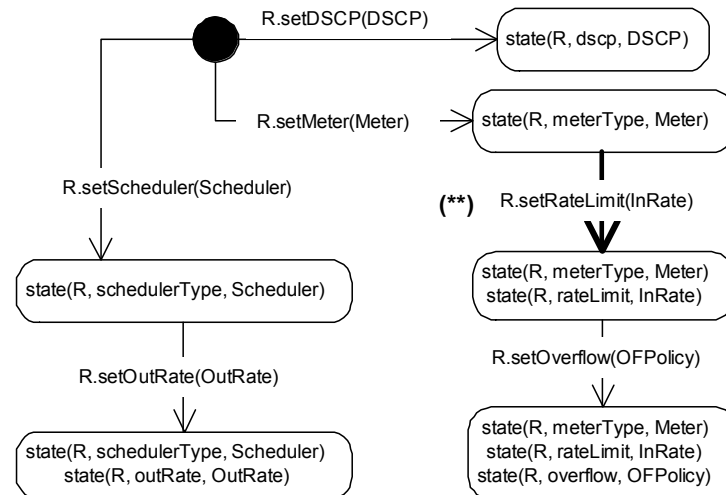 R.setDSCP(DSCP)
state(R, dscp, DSCP)
R.setMeter(Meter)
state(R, meterType, Meter)
R.setScheduler(Scheduler)
(**)
R.setRateLimit(InRate)
state(R, schedulerType, Scheduler)
state(R, meterType, Meter)
state(R, rateLimit, InRate)
R.setOutRate(OutRate)
R.setOverflow(OFPolicy)
state(R, schedulerType, Scheduler)
state(R, outRate, OutRate)
state(R, meterType, Meter)
state(R, rateLimit, InRate)
state(R, overflow, OFPolicy)